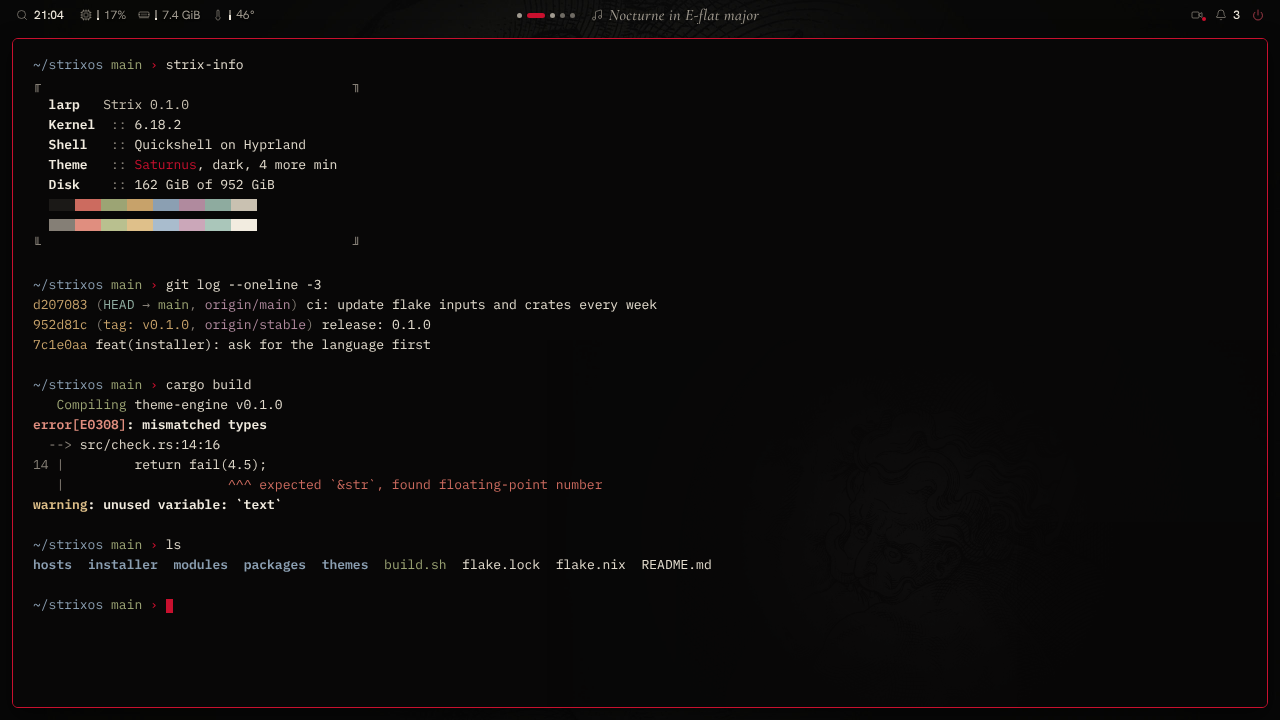 21:04 17% 7.4 GiB 46° Nocturne in E-flat major 3
~/strixos main › strix-info
larp Strix 0.1.0
Kernel :: 6.18.2
Shell :: Quickshell on Hyprland
Theme :: Saturnus, dark, 4 more min
Disk :: 162 GiB of 952 GiB
~/strixos main › git log --oneline -3
d207083 (HEAD → main, origin/main) ci: update flake inputs and crates every week
952d81c (tag: v0.1.0, origin/stable) release: 0.1.0
7c1e0aa feat(installer): ask for the language first
~/strixos main › cargo build
Compiling theme-engine v0.1.0
error[E0308]: mismatched types
--> src/check.rs:14:16
14 | return fail(4.5);
| ^^^ expected `&str`, found floating-point number
warning: unused variable: `text`
~/strixos main › ls
hosts installer modules packages themes build.sh flake.lock flake.nix README.md
~/strixos main ›